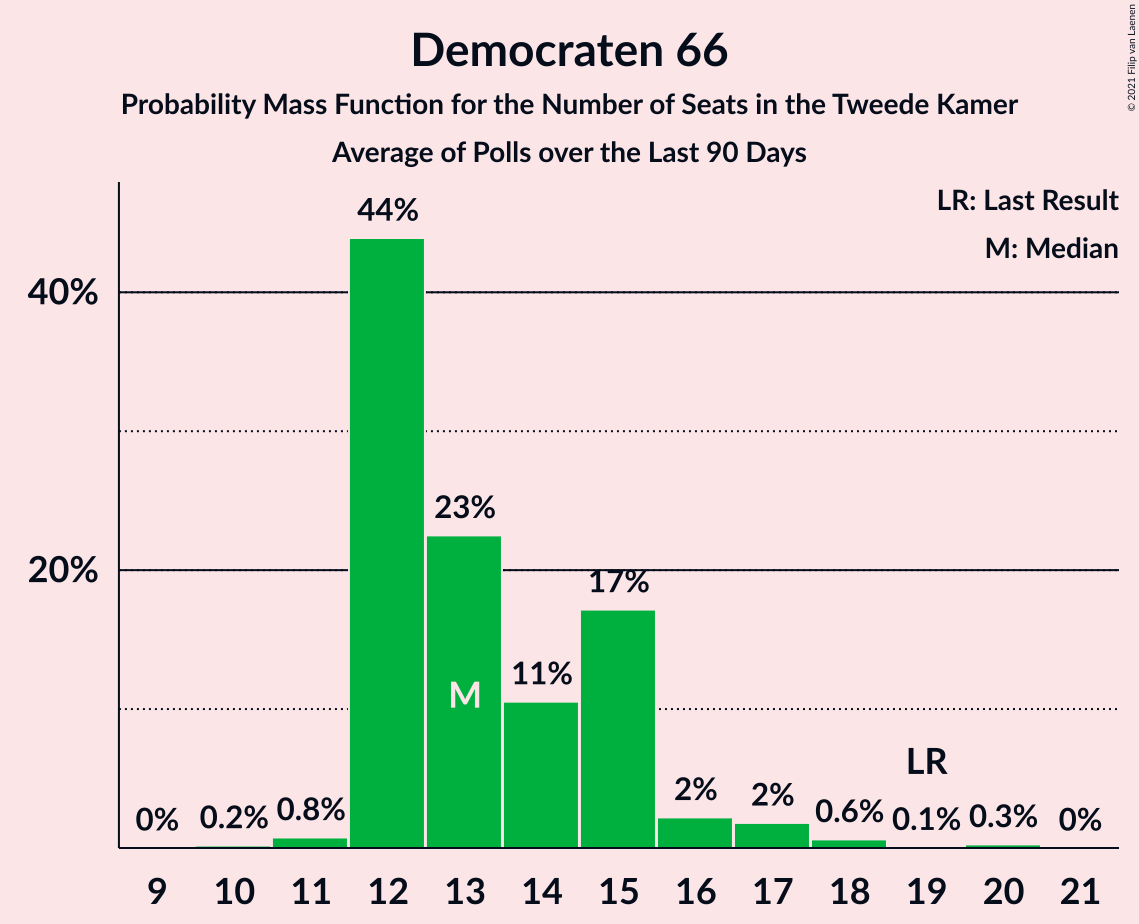 Democraten 66
Probability Mass Function for the Number of Seats in the Tweede Kamer
Average of Polls over the Last 90 Days
© 2021 Filip van Laenen
LR: Last Result
M: Median
44%
40%
23%
20%
17%
11%
M
LR
0%
0.2%
0.8%
2%
2%
0.6%
0.1%
0.3%
0%
9 10 11 12 13 14 15 16 17 18 19 20 21